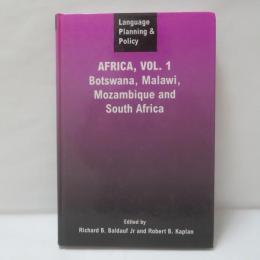 Language
Planning &
Policy
AFRICA, VOL. 1
Botswana, Malawi,
Mozambique and
South Africa
Edited by
Richard B. Baldauf Jr and Robert B. Kaplan